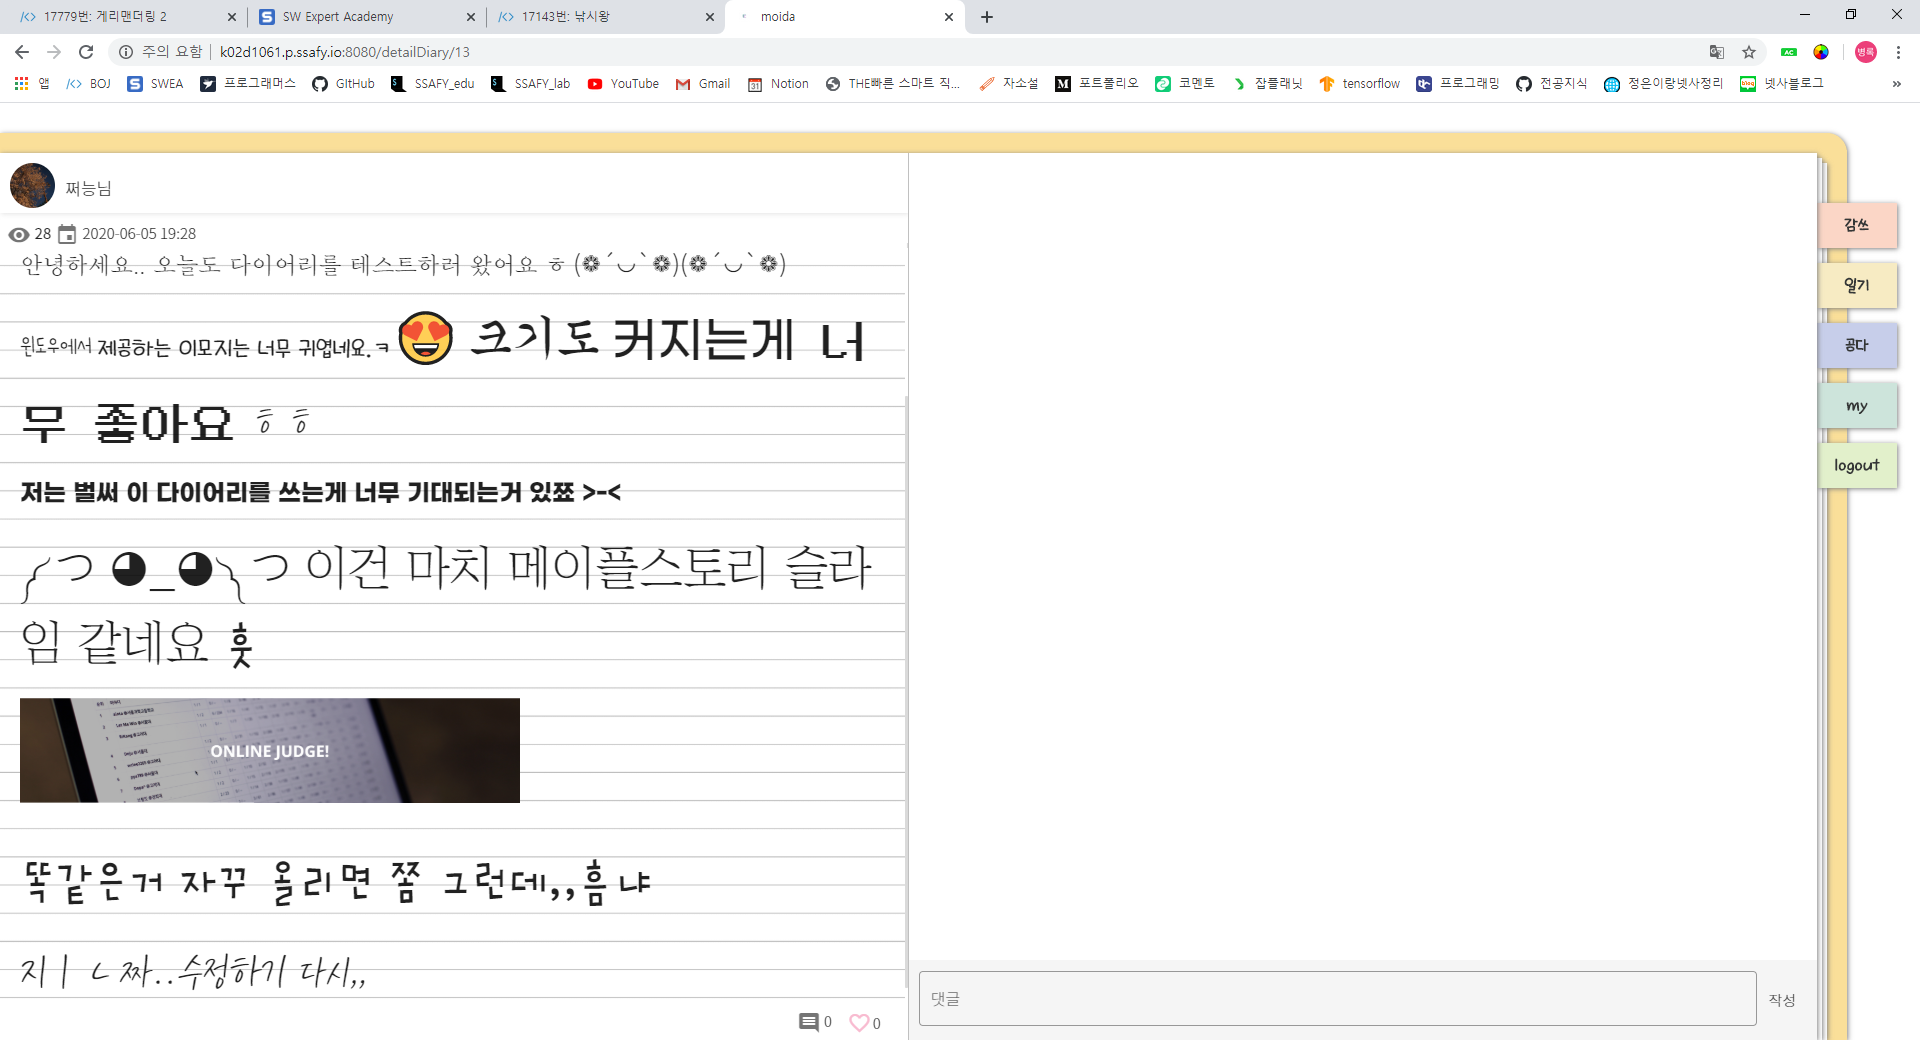 17779번: 게리맨더링 2
SW Expert Academy
17143번: 낚시왕
moida
주의 요함
k02d1061.p.ssafy.io:8080/detailDiary/13
앱
BOJ
SWEA
프로그래머스
GItHub
SSAFY_edu
SSAFY_lab
YouTube
Gmail
Notion
THE빠른 스마트 직...
자소설
포트폴리오
코멘토
잡플래닛
tensorflow
프로그래밍
전공지식
정은이랑넷사정리
넷사블로그
»
쩌능님
28 2020-06-05 19:28
안녕하세요.. 오늘도 다이어리를 테스트하러 왔어요 ㅎ (❁´◡`❁)(❁´◡`❁)
윈도우에서 제공하는 이모지는 너무 귀엽네요.ㅋ 😍 크기도 커지는게 너
무 좋아요 ㅎㅎ
저는 벌써 이 다이어리를 쓰는게 너무 기대되는거 있쬬 >-<
╭つ ◕_◕╮つ 이건 마치 메이플스토리 슬라
임 같네요 훗
ONLINE JUDGE!
똑같은거 자꾸 올리면 쫌 그런데,,흠냐
지ㅣㄴ짜..수정하기 다시,,
0 0
댓글
작성
감쓰
일기
공다
my
logout